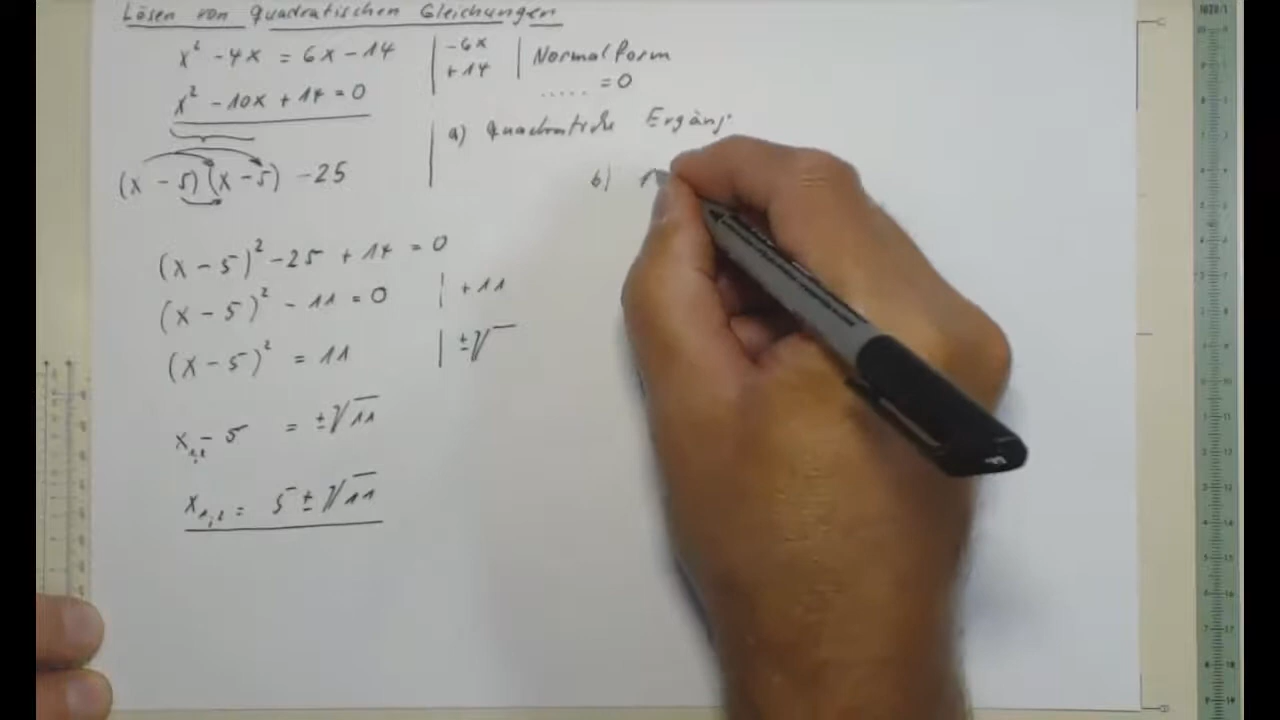 Lösen von Quadratischen Gleichungen
x² - 4x = 6x - 14 | -6x +14 | Normalform
..... = 0
x² - 10x + 14 = 0
a) Quadratische Ergänz.
(x - 5)(x - 5) - 25
b)
(x - 5)² - 25 + 14 = 0
(x - 5)² - 11 = 0 | + 11
(x - 5)² = 11 | ±√
x₁,₂ - 5 = ±√11
x₁,₂ = 5 ± √11